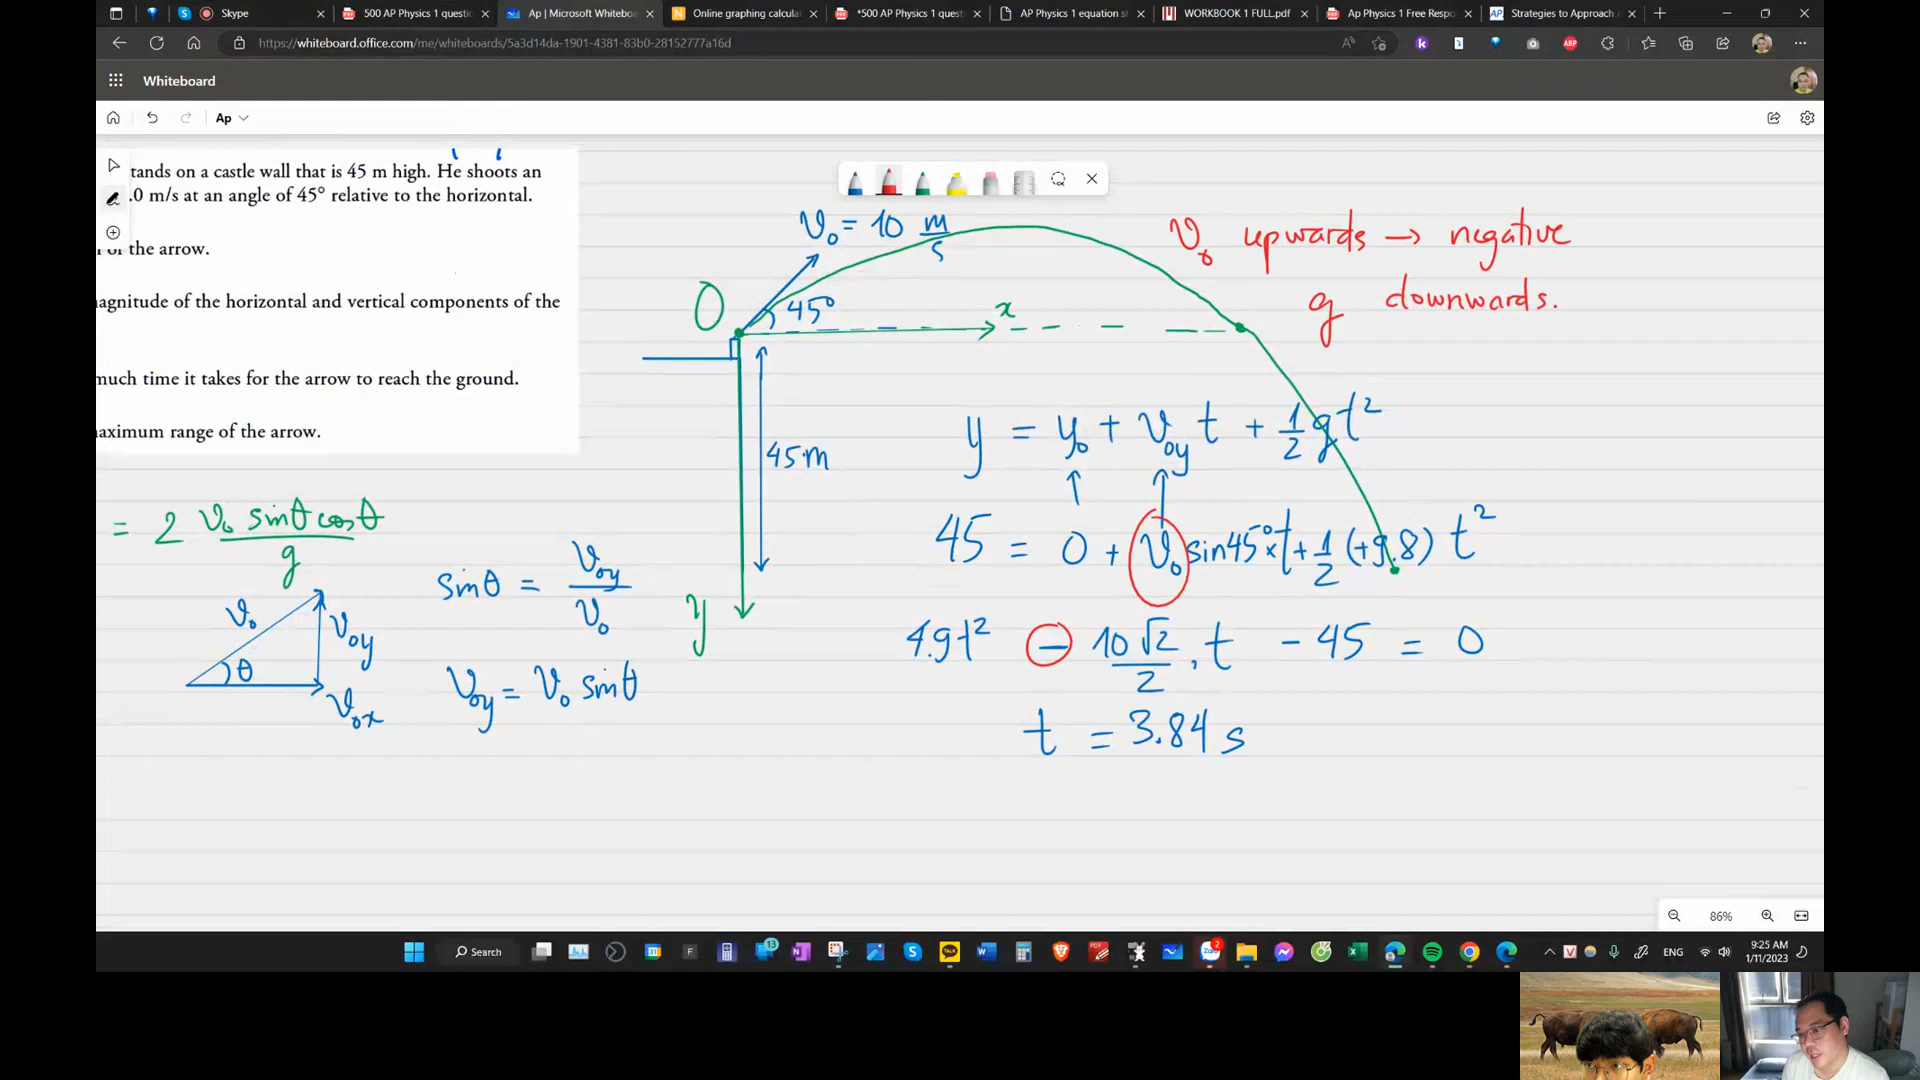 Skype
500 AP Physics 1 questi
Ap | Microsoft Whiteboa
Online graphing calcula
*500 AP Physics 1 quest
AP Physics 1 equation s
WORKBOOK 1 FULL.pdf
Ap Physics 1 Free Respo
Strategies to Approach
https://whiteboard.office.com/me/whiteboards/5a3d14da-1901-4381-83b0-28152777a16d
Whiteboard
Ap
tands on a castle wall that is 45 m high. He shoots an
.0 m/s at an angle of 45° relative to the horizontal.
of the arrow.
agnitude of the horizontal and vertical components of the
much time it takes for the arrow to reach the ground.
aximum range of the arrow.
v₀ = 10 m/s
O
45°
x
45m
y
v₀ upwards → negative
g downwards.
y = y₀ + v₀y t + 1/2 gt²
45 = 0 + v₀ sin45° × t + 1/2 (+9.8) t²
4.9t² − 10√2/2 . t − 45 = 0
t = 3.84 s
= 2 v₀ sinθ cosθ / g
v₀
v₀y
θ
v₀x
sinθ = v₀y / v₀
v₀y = v₀ sinθ
86%
Search
13
2
ENG
9:25 AM
1/11/2023